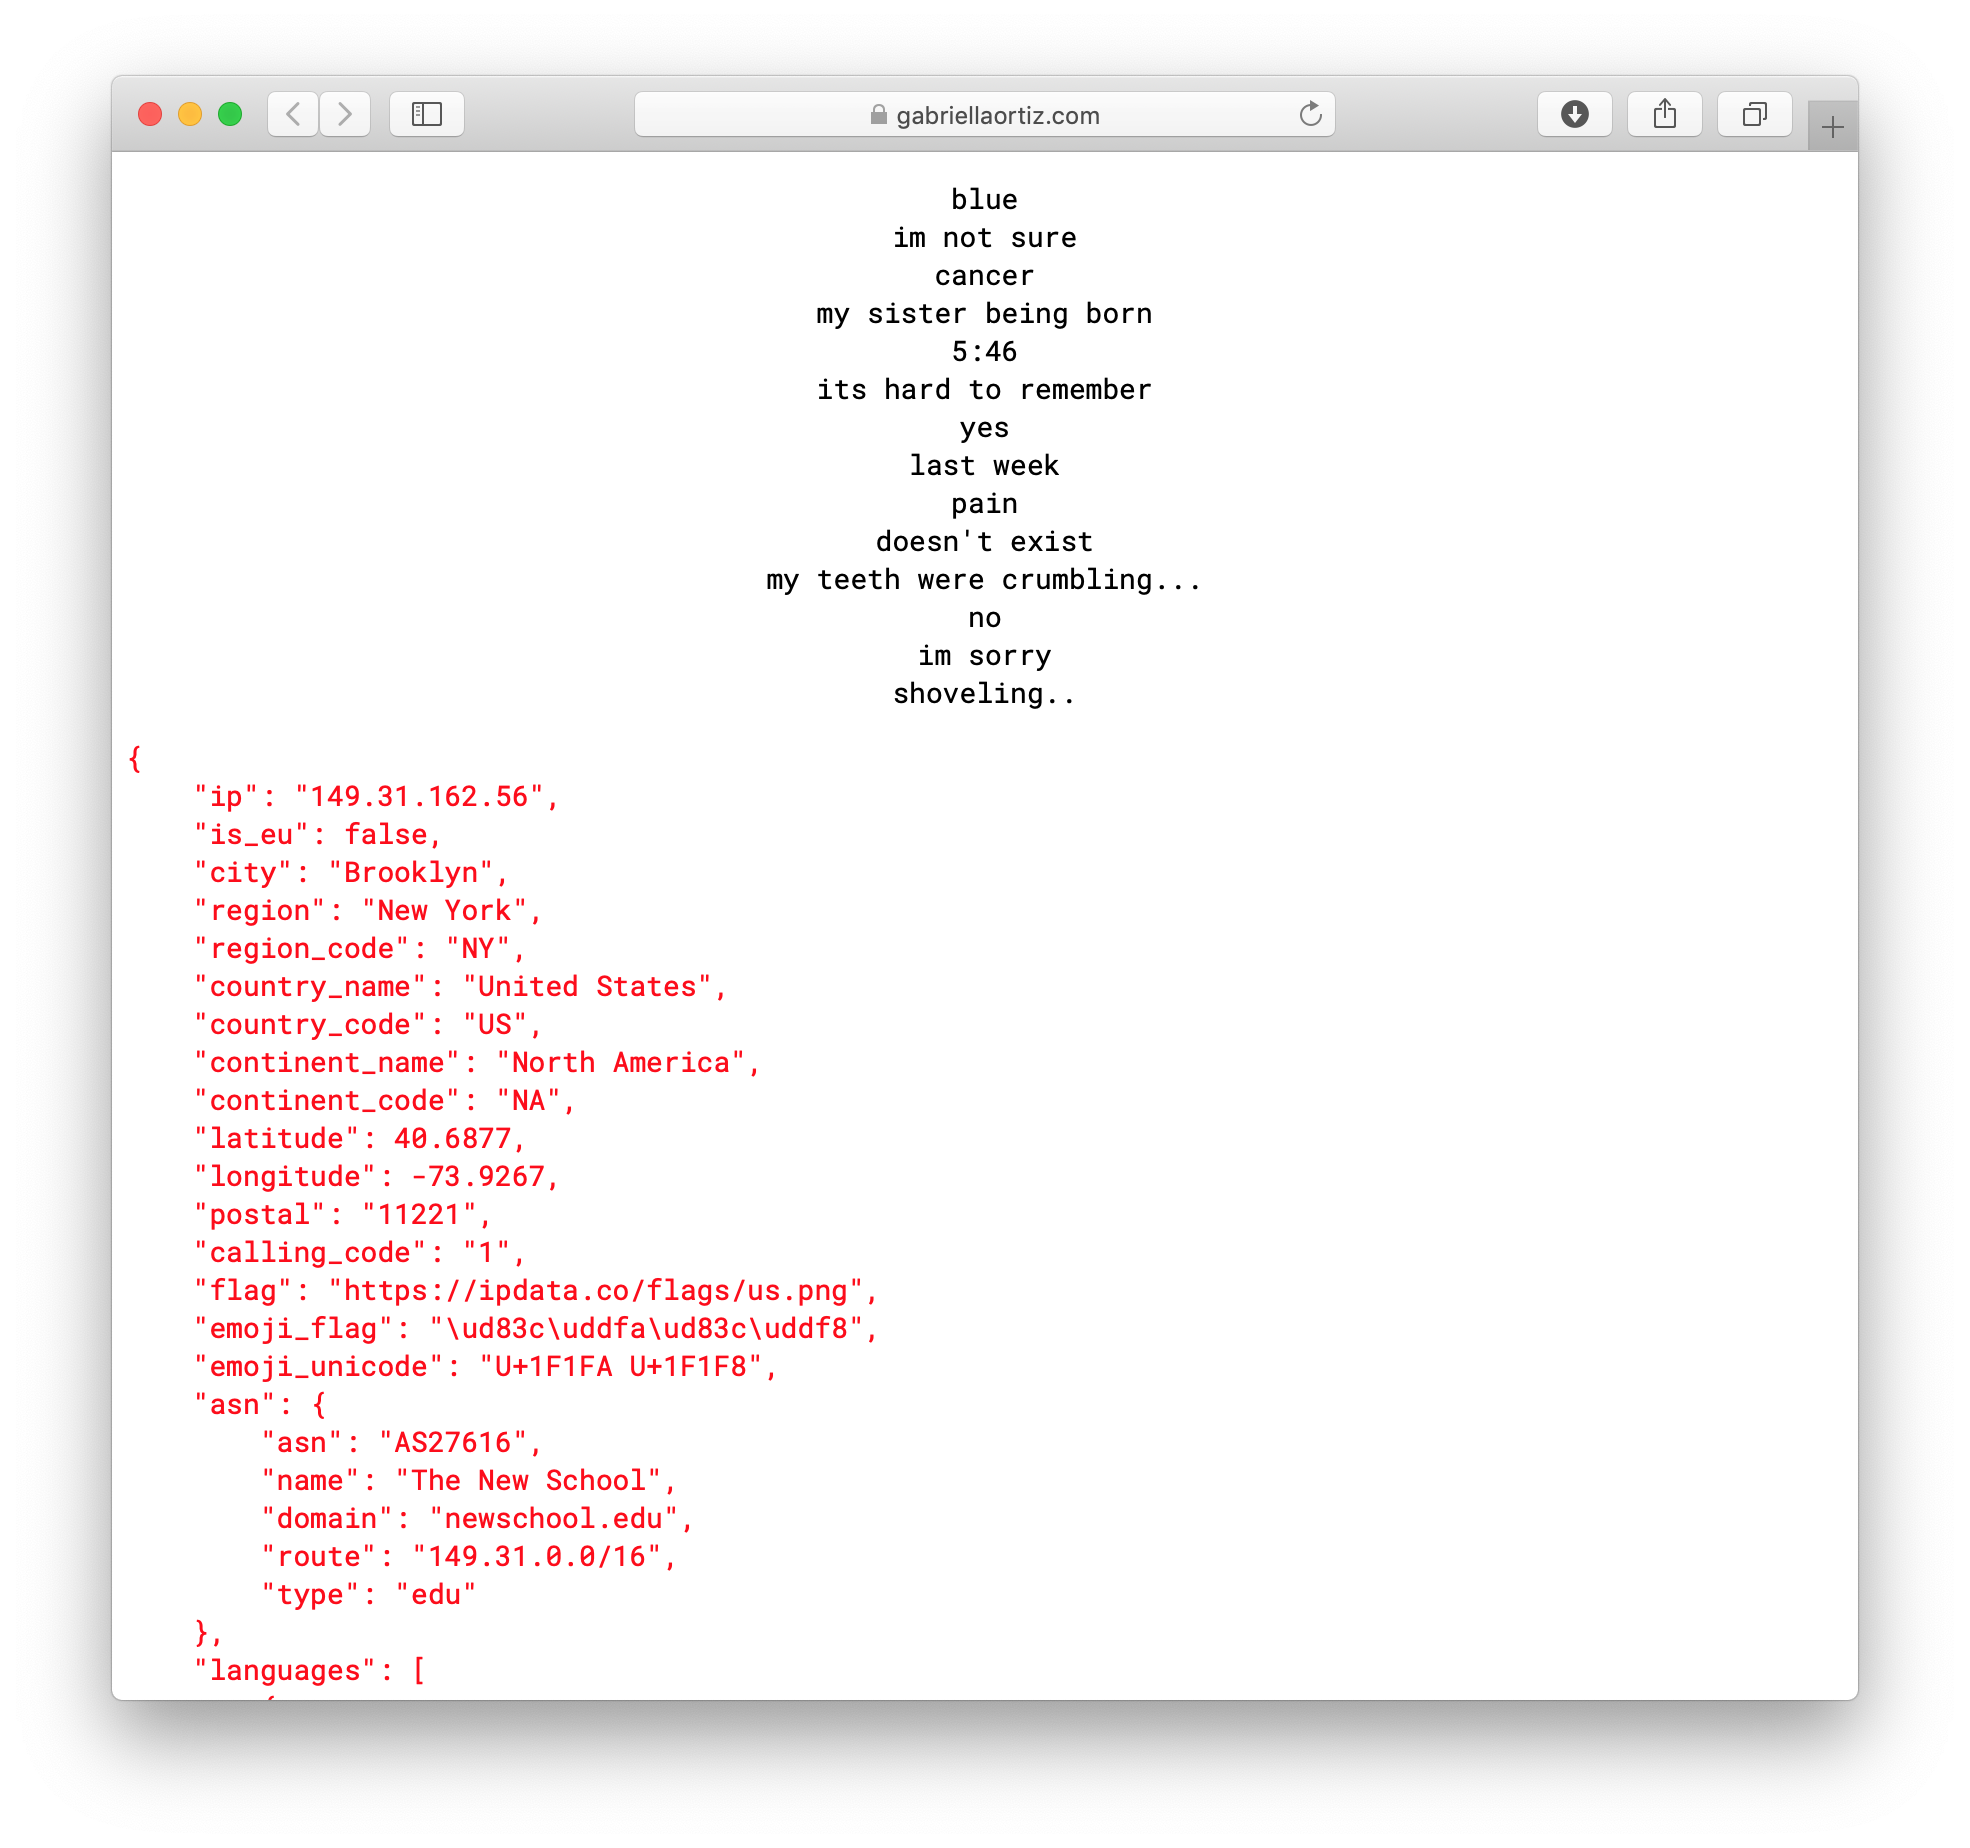 gabriellaortiz.com
blue
im not sure
cancer
my sister being born
5:46
its hard to remember
yes
last week
pain
doesn't exist
my teeth were crumbling...
no
im sorry
shoveling..
{
    "ip": "149.31.162.56",
    "is_eu": false,
    "city": "Brooklyn",
    "region": "New York",
    "region_code": "NY",
    "country_name": "United States",
    "country_code": "US",
    "continent_name": "North America",
    "continent_code": "NA",
    "latitude": 40.6877,
    "longitude": -73.9267,
    "postal": "11221",
    "calling_code": "1",
    "flag": "https://ipdata.co/flags/us.png",
    "emoji_flag": "\ud83c\uddfa\ud83c\uddf8",
    "emoji_unicode": "U+1F1FA U+1F1F8",
    "asn": {
        "asn": "AS27616",
        "name": "The New School",
        "domain": "newschool.edu",
        "route": "149.31.0.0/16",
        "type": "edu"
    },
    "languages": [